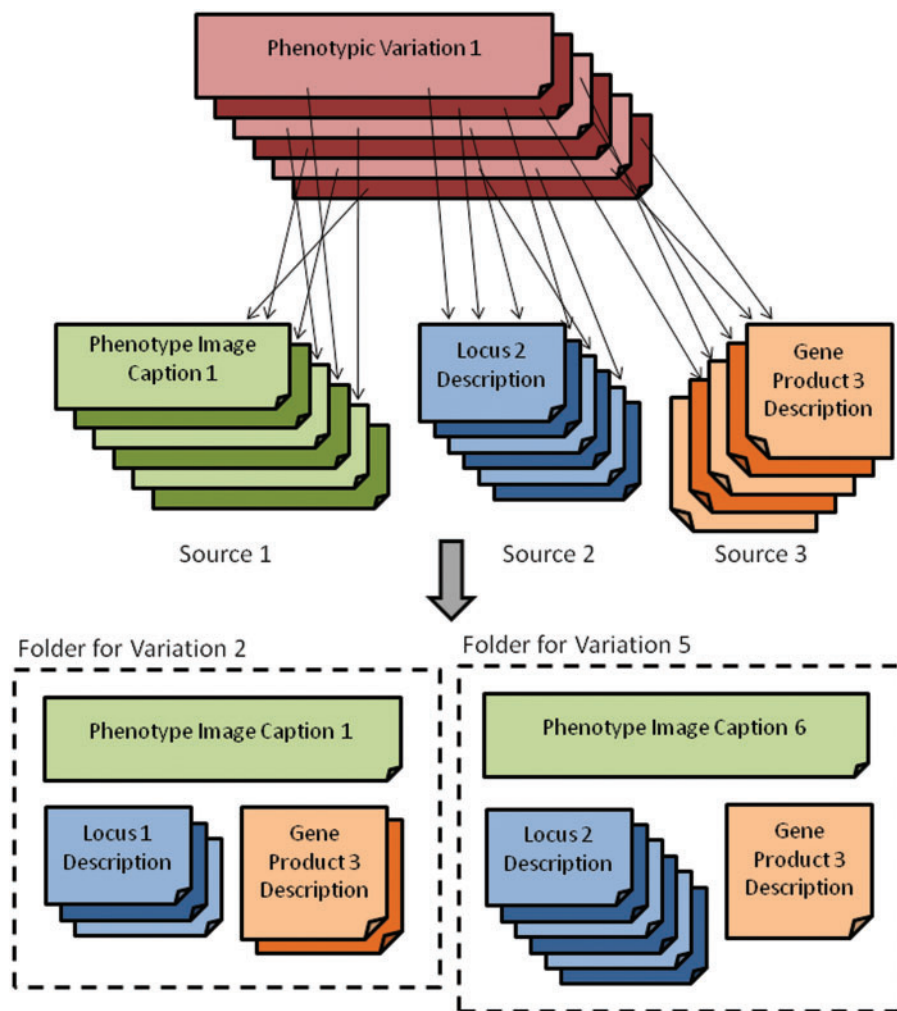 Phenotypic Variation 1
Phenotype Image
Caption 1
Locus 2
Description
Gene
Product 3
Description
Source 1
Source 2
Source 3
Folder for Variation 2
Folder for Variation 5
Phenotype Image Caption 1
Phenotype Image Caption 6
Locus 1
Description
Gene
Product 3
Description
Locus 2
Description
Gene
Product 3
Description